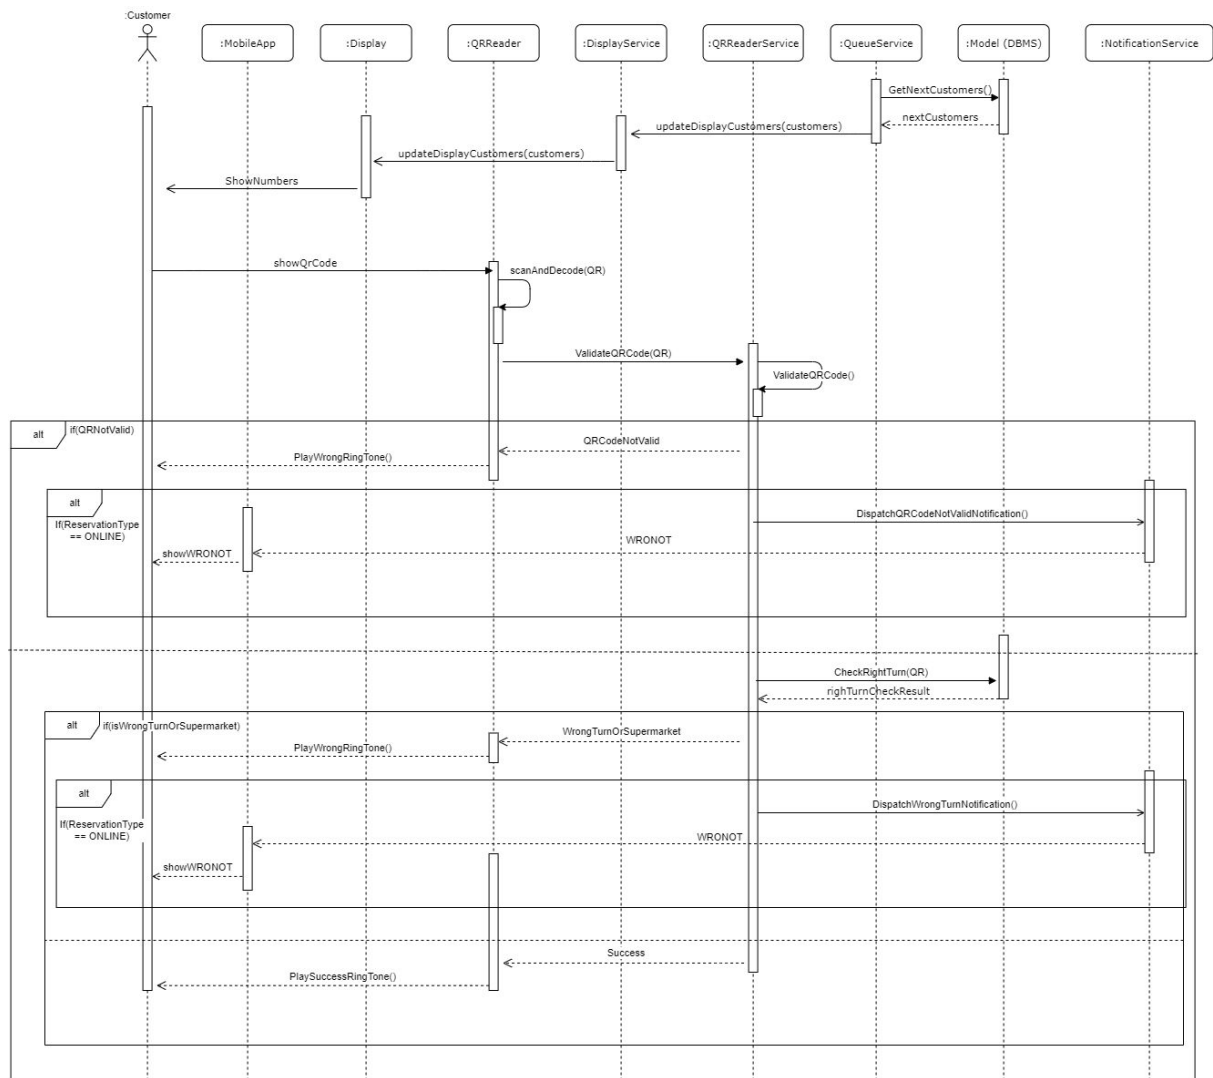 :Customer
:MobileApp
:Display
:QRReader
:DisplayService
:QRReaderService
:QueueService
:Model (DBMS)
:NotificationService
GetNextCustomers()
nextCustomers
updateDisplayCustomers(customers)
updateDisplayCustomers(customers)
ShowNumbers
showQrCode
scanAndDecode(QR)
ValidateQRCode(QR)
ValidateQRCode()
alt
if(QRNotValid)
QRCodeNotValid
PlayWrongRingTone()
alt
If(ReservationType
== ONLINE)
DispatchQRCodeNotValidNotification()
WRONOT
showWRONOT
CheckRightTurn(QR)
righTurnCheckResult
alt
if(isWrongTurnOrSupermarket)
WrongTurnOrSupermarket
PlayWrongRingTone()
alt
If(ReservationType
== ONLINE)
DispatchWrongTurnNotification()
WRONOT
showWRONOT
Success
PlaySuccessRingTone()